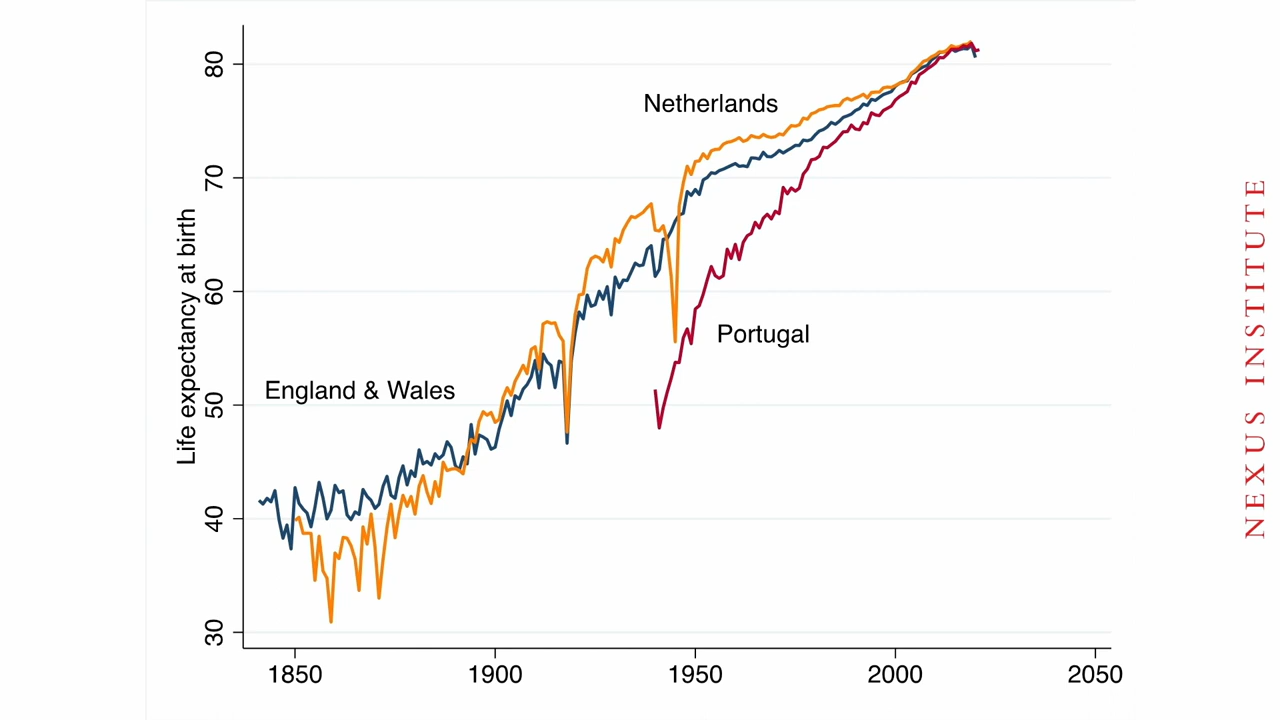 80
70
60
50
40
30
Life expectancy at birth
Netherlands
Portugal
England & Wales
1850
1900
1950
2000
2050
NEXUS INSTITUTE